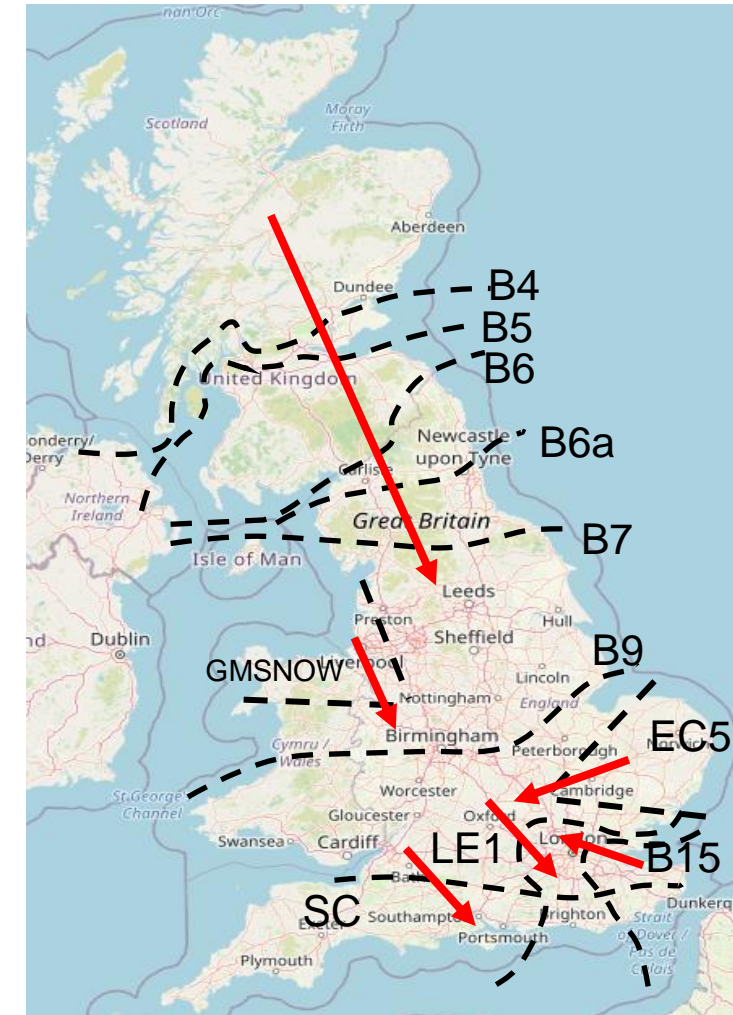 nan Orc
Moray
Firth
Scotland
Aberdeen
Dundee
B4
B5
United Kingdom
B6
onderry/
Derry
Newcastle
upon Tyne
B6a
Carlisle
Northern
Ireland
Great Britain
B7
Isle of Man
Leeds
Preston
Hull
nd
Dublin
Sheffield
Liverpool
B9
GMSNOW
Lincoln
Nottingham
England
EC5
Birmingham
Norwich
Cymru /
Wales
Peterborough
St George'
Channel
Worcester
Cambridge
Gloucester
Oxford
Swansea
Cardiff
LE1
London
B15
Bath
SC
Southampt
Brighton
Dunkerq
Exeter
Portsmouth
Strait
of Dover /
Pas de
Calais
Plymouth